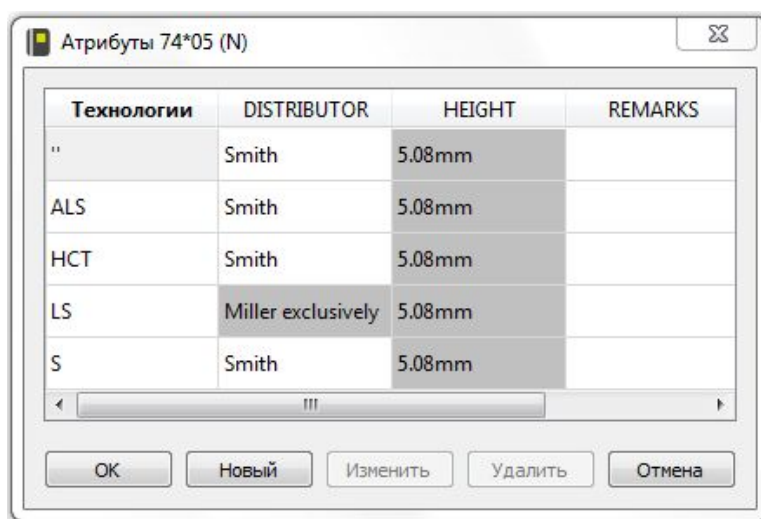 Атрибуты 74*05 (N)
Технологии DISTRIBUTOR HEIGHT REMARKS
'' Smith 5.08mm
ALS Smith 5.08mm
HCT Smith 5.08mm
LS Miller exclusively 5.08mm
S Smith 5.08mm
OK Новый Изменить Удалить Отмена